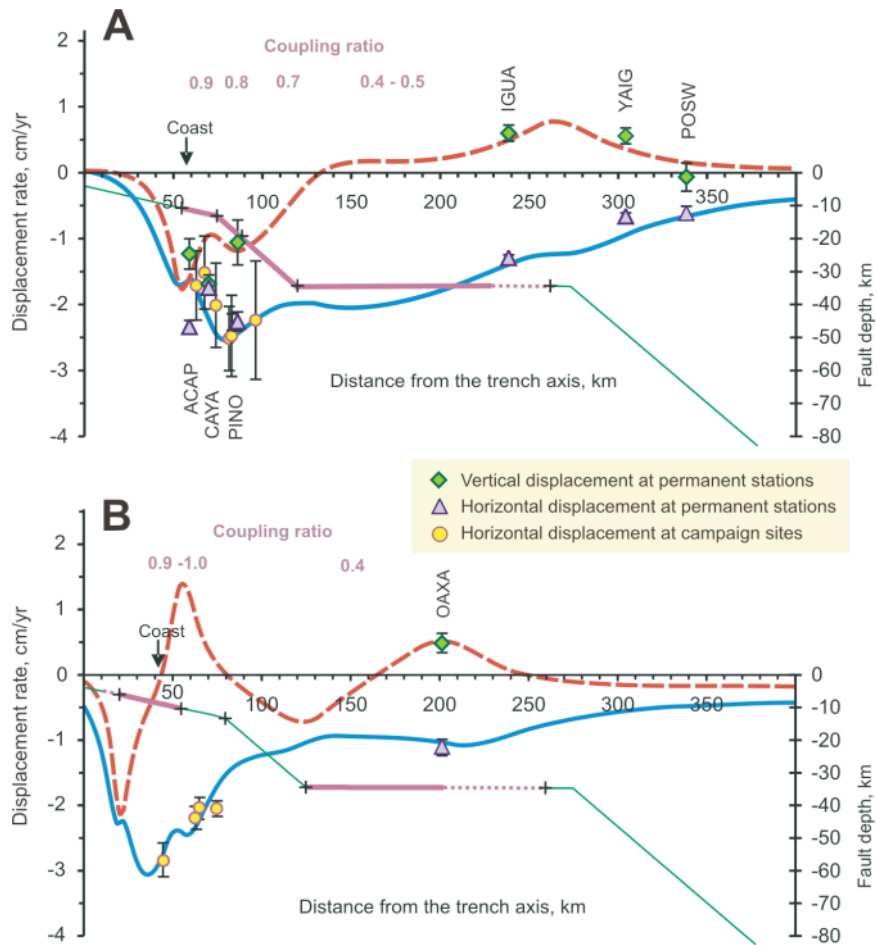 A
Coupling ratio
0.9 0.8 0.7 0.4 - 0.5
Coast
IGUA
YAIG
POSW
Displacement rate, cm/yr
2
1
0
-1
-2
-3
-4
50 100 150 200 250 300 350
0
-10
-20
-30
-40
-50
-60
-70
-80
Fault depth, km
ACAP
CAYA
PINO
Distance from the trench axis, km
Vertical displacement at permanent stations
Horizontal displacement at permanent stations
Horizontal displacement at campaign sites
B
Coupling ratio
0.9 -1.0 0.4
Coast
OAXA
Displacement rate, cm/yr
2
1
0
-1
-2
-3
-4
50 100 150 200 260 300 350
0
-10
-20
-30
-40
-50
-60
-70
-80
Fault depth, km
Distance from the trench axis, km